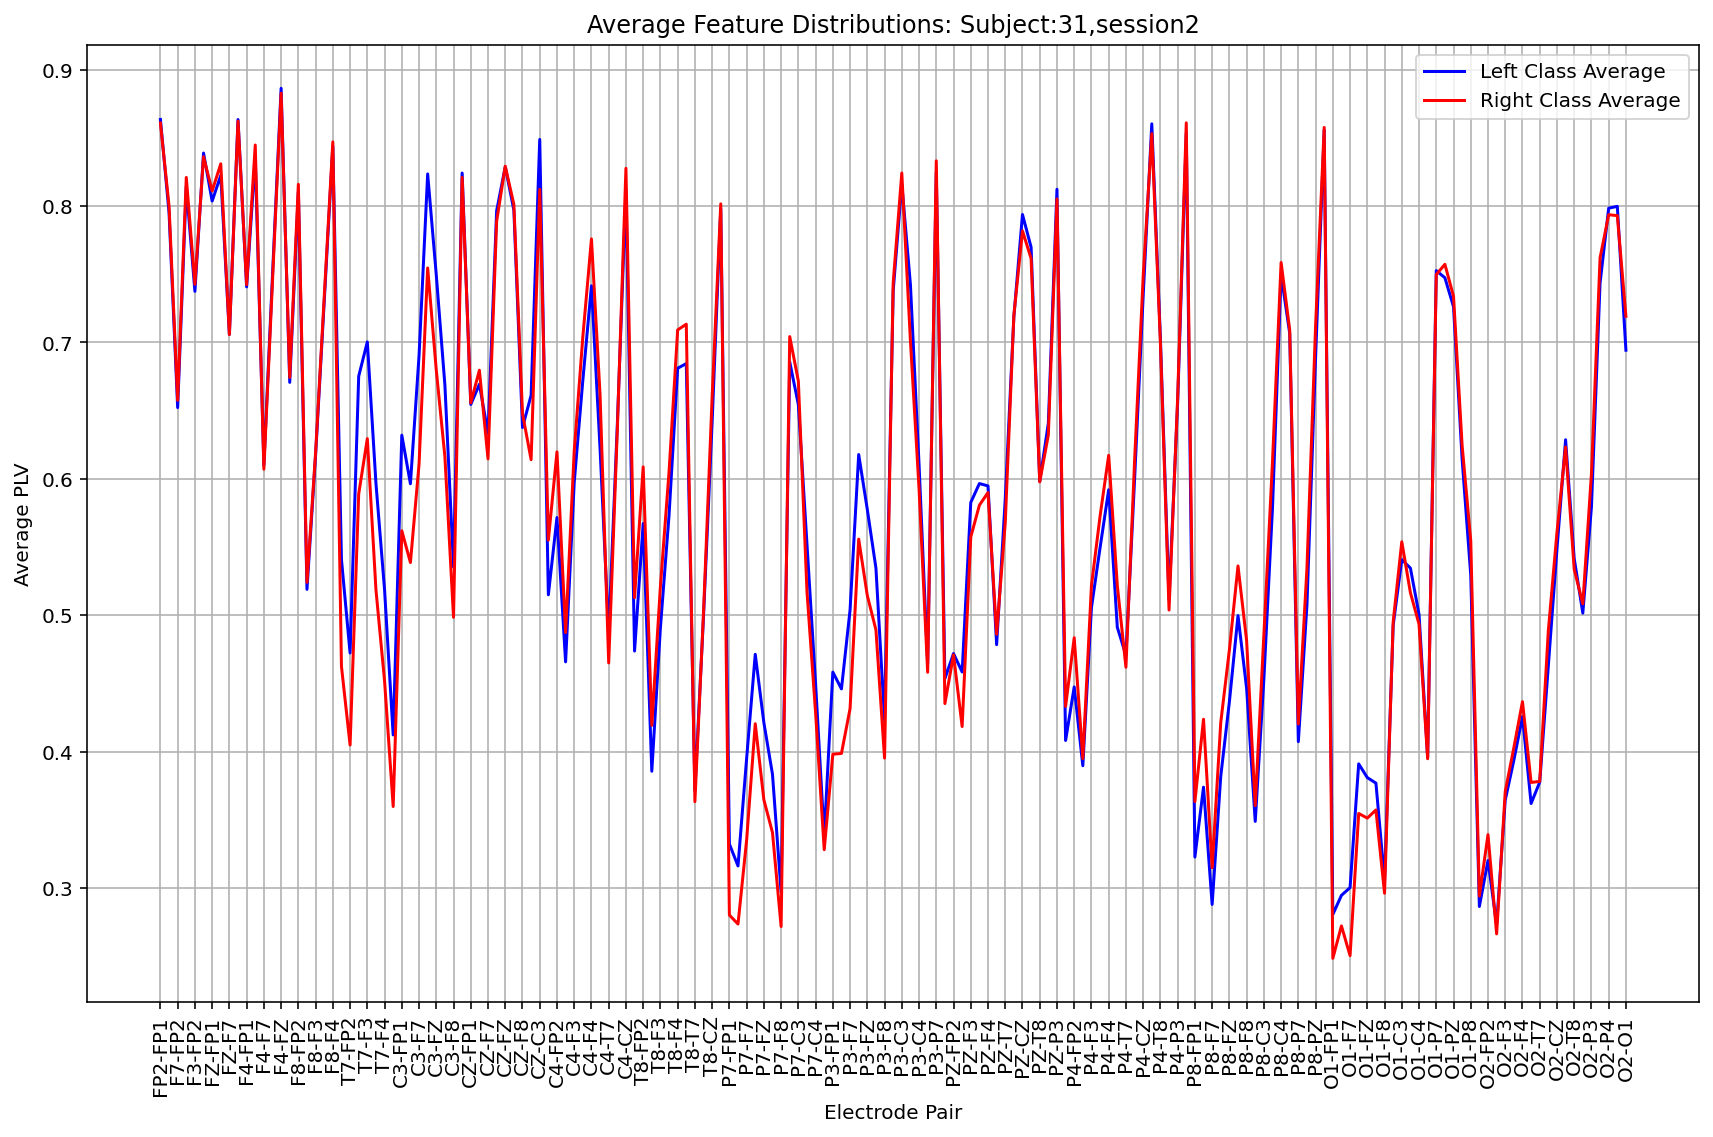 Average Feature Distributions: Subject:31,session2
Left Class Average
Right Class Average
Average PLV
0.9
0.8
0.7
0.6
0.5
0.4
0.3
FP2-FP1
F7-FP2
F3-FP2
FZ-FP1
FZ-F7
F4-FP1
F4-F7
F4-FZ
F8-FP2
F8-F3
F8-F4
T7-FP2
T7-F3
T7-F4
C3-FP1
C3-F7
C3-FZ
C3-F8
CZ-FP1
CZ-F7
CZ-FZ
CZ-F8
CZ-C3
C4-FP2
C4-F3
C4-F4
C4-T7
C4-CZ
T8-FP2
T8-F3
T8-F4
T8-T7
T8-CZ
P7-FP1
P7-F7
P7-FZ
P7-F8
P7-C3
P7-C4
P3-FP1
P3-F7
P3-FZ
P3-F8
P3-C3
P3-C4
P3-P7
PZ-FP2
PZ-F3
PZ-F4
PZ-T7
PZ-CZ
PZ-T8
PZ-P3
P4-FP2
P4-F3
P4-F4
P4-T7
P4-CZ
P4-T8
P4-P3
P8-FP1
P8-F7
P8-FZ
P8-F8
P8-C3
P8-C4
P8-P7
P8-PZ
O1-FP1
O1-F7
O1-FZ
O1-F8
O1-C3
O1-C4
O1-P7
O1-PZ
O1-P8
O2-FP2
O2-F3
O2-F4
O2-T7
O2-CZ
O2-T8
O2-P3
O2-P4
O2-O1
Electrode Pair